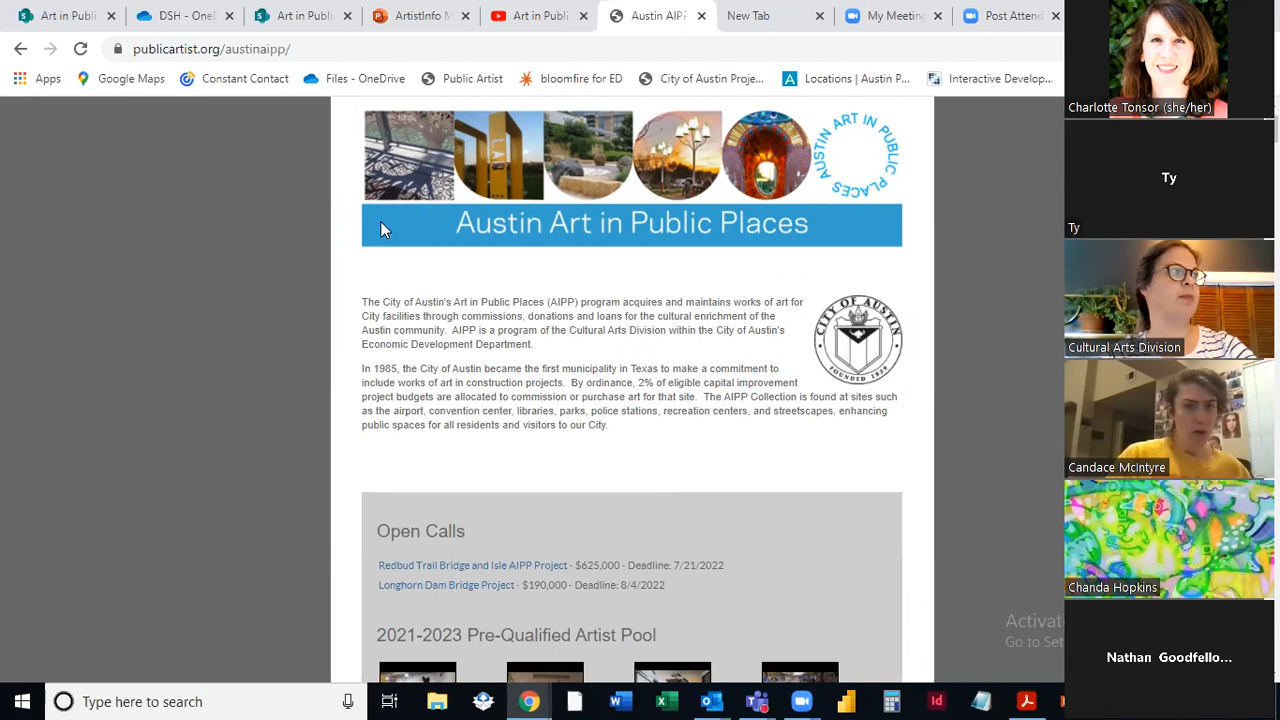 Art in Publi
DSH - OneD
Art in Publi
ArtistInfo M
Art in Public
Austin AIPP
New Tab
My Meeting
Post Attend
publicartist.org/austinaipp/
Apps
Google Maps
Constant Contact
Files - OneDrive
Public Artist
bloomfire for ED
City of Austin Proje...
Locations | Austin P...
Interactive Develop...
AUSTIN ART IN PUBLIC PLACES
Austin Art in Public Places
The City of Austin's Art in Public Places (AIPP) program acquires and maintains works of art for
City facilities through commissions, donations and loans for the cultural enrichment of the
Austin community. AIPP is a program of the Cultural Arts Division within the City of Austin's
Economic Development Department.
CITY OF AUSTIN
FOUNDED 1839
In 1985, the City of Austin became the first municipality in Texas to make a commitment to
include works of art in construction projects. By ordinance, 2% of eligible capital improvement
project budgets are allocated to commission or purchase art for that site. The AIPP Collection is found at sites such
as the airport, convention center, libraries, parks, police stations, recreation centers, and streetscapes, enhancing
public spaces for all residents and visitors to our City.
Open Calls
Redbud Trail Bridge and Isle AIPP Project - $625,000 - Deadline: 7/21/2022
Longhorn Dam Bridge Project - $190,000 - Deadline: 8/4/2022
2021-2023 Pre-Qualified Artist Pool
Activat
Go to Set
Type here to search
Charlotte Tonsor (she/her)
Ty
Ty
Cultural Arts Division
Candace McIntyre
Chanda Hopkins
Nathan Goodfello...